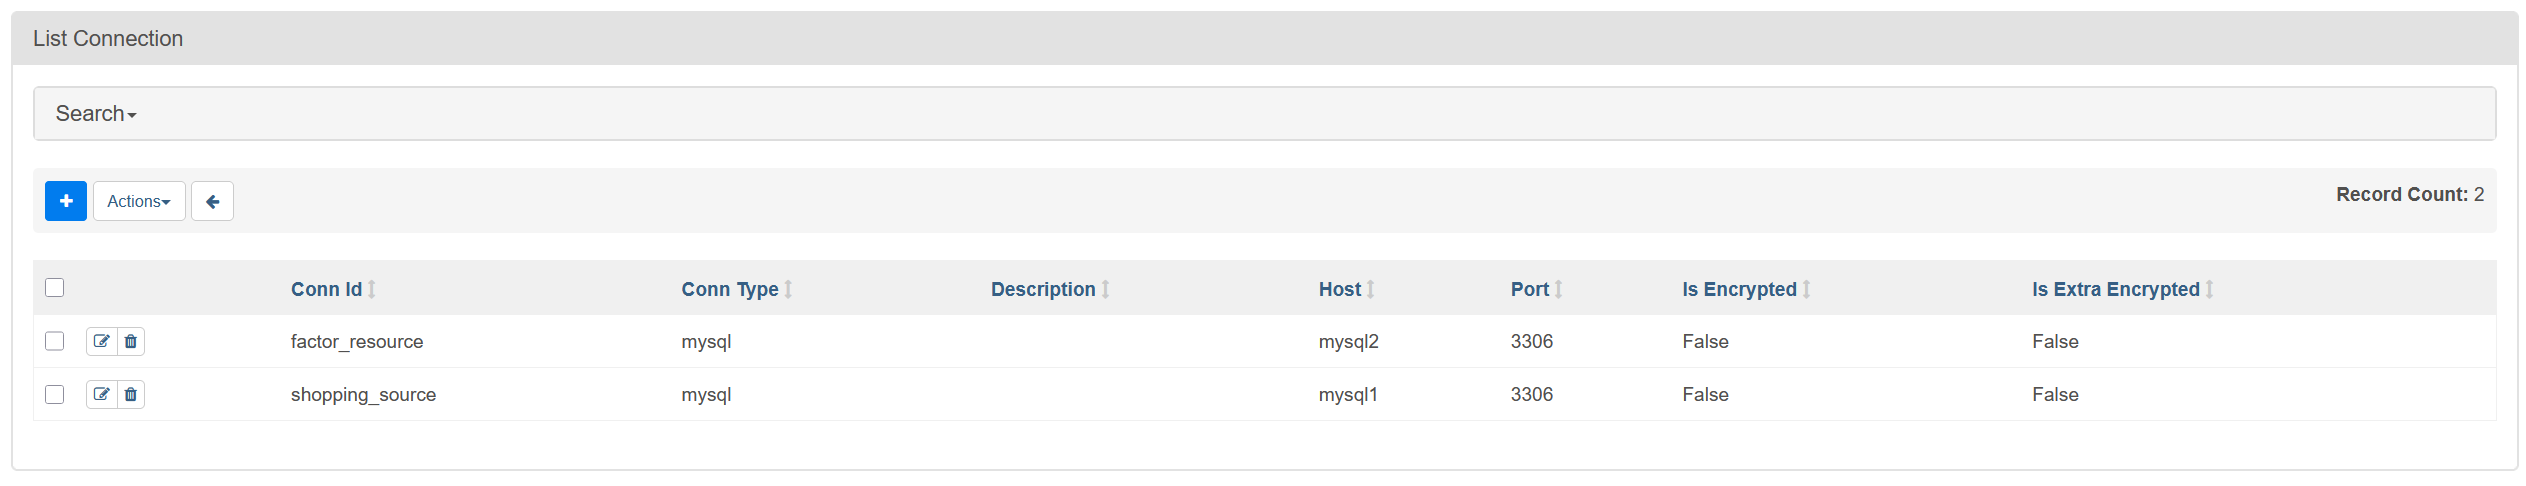 List Connection
Search
Actions
Record Count: 2
Conn Id Conn Type Description Host Port Is Encrypted Is Extra Encrypted
factor_resource mysql mysql2 3306 False False
shopping_source mysql mysql1 3306 False False